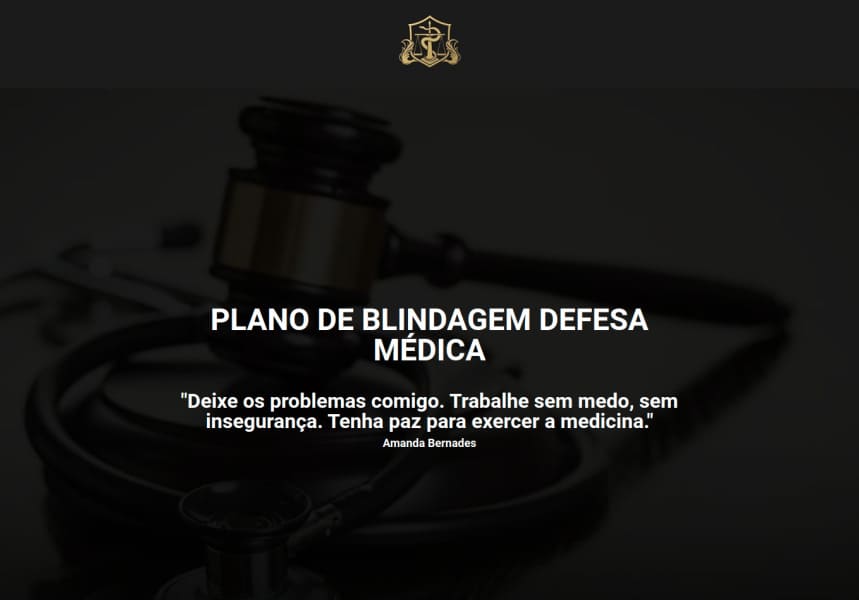 PLANO DE BLINDAGEM DEFESA
MÉDICA
"Deixe os problemas comigo. Trabalhe sem medo, sem
insegurança. Tenha paz para exercer a medicina."
Amanda Bernades